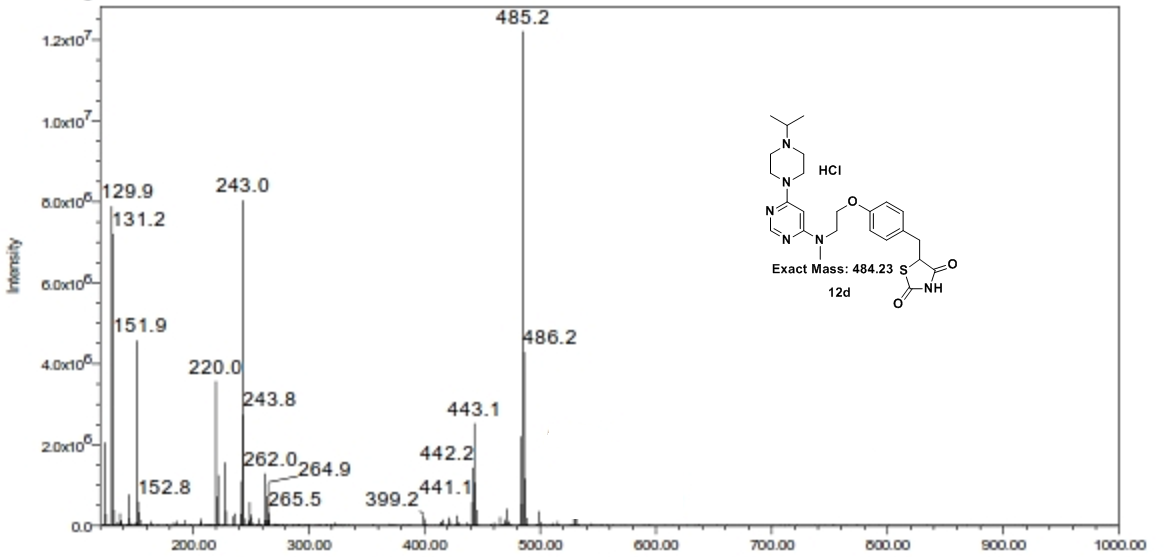 485.2
1.2x10⁷
1.0x10⁷
129.9
243.0
8.0x10⁶
131.2
Intensity
6.0x10⁶
151.9
486.2
4.0x10⁶
220.0
243.8
443.1
2.0x10⁶
442.2
262.0
264.9
152.8
265.5
399.2
441.1
0.0
200.00 300.00 400.00 500.00 600.00 700.00 800.00 900.00 1000.00
N
HCl
N
N
O
N
N
S
O
Exact Mass: 484.23
12d
NH
O